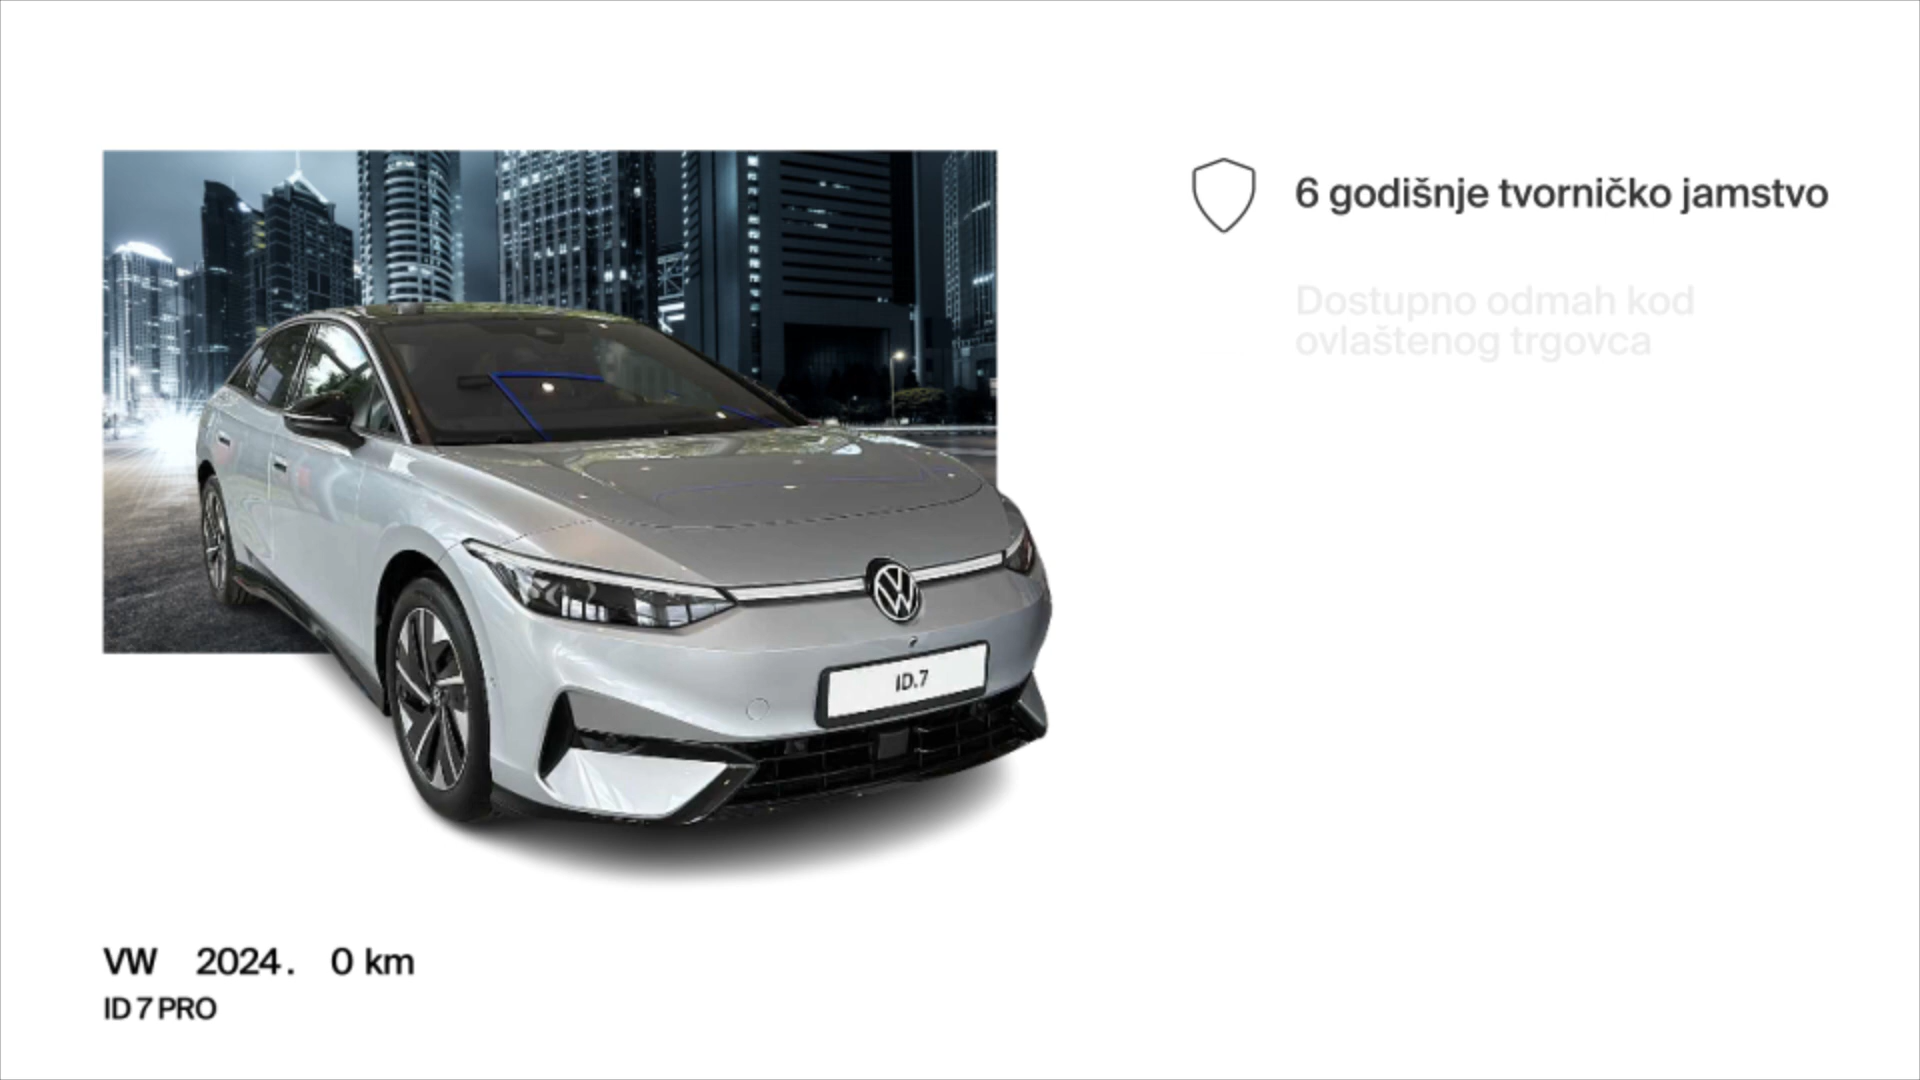 6 godišnje tvorničko jamstvo
Dostupno odmah kod
ovlaštenog trgovca
ID.7
VW 2024. 0 km
ID 7 PRO